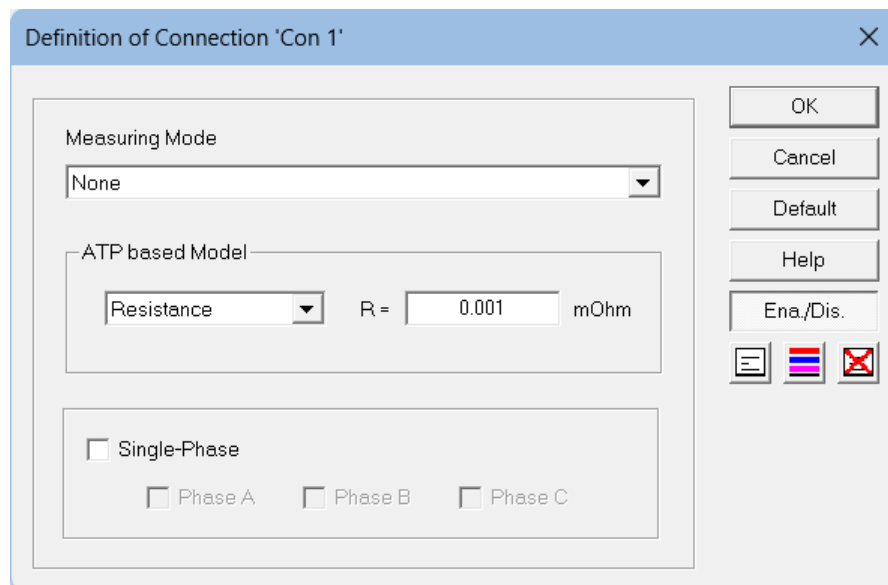 Definition of Connection 'Con 1'
OK
Measuring Mode
Cancel
None
Default
ATP based Model
Help
Resistance R = 0.001 mOhm
Ena./Dis.
Single-Phase
Phase A Phase B Phase C